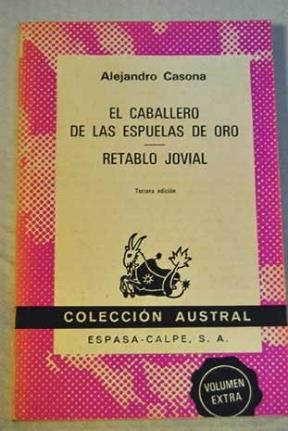 Alejandro Casona
EL CABALLERO
DE LAS ESPUELAS DE ORO
RETABLO JOVIAL
Tercera edición
COLECCIÓN AUSTRAL
ESPASA-CALPE, S. A.
VOLUMEN
EXTRA